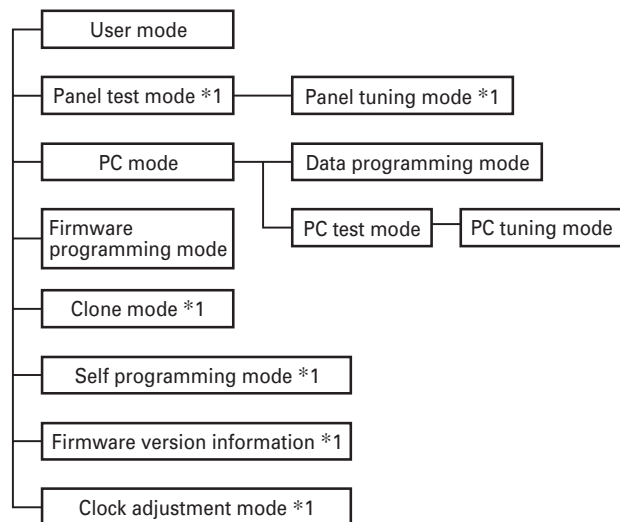 User mode
Panel test mode *1
Panel tuning mode *1
PC mode
Data programming mode
PC test mode
PC tuning mode
Firmware
programming mode
Clone mode *1
Self programming mode *1
Firmware version information *1
Clock adjustment mode *1